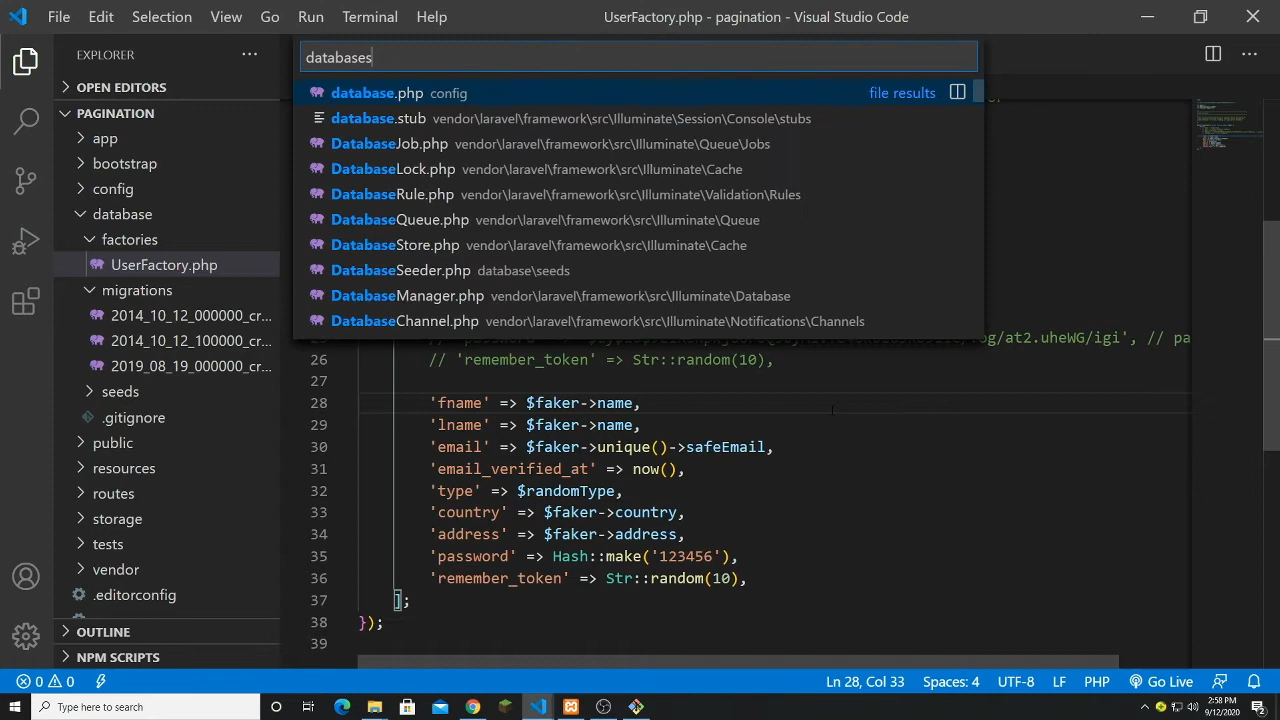 File Edit Selection View Go Run Terminal Help UserFactory.php - pagination - Visual Studio Code
EXPLORER
OPEN EDITORS
PAGINATION
app
bootstrap
config
database
factories
UserFactory.php
migrations
2014_10_12_000000_cr...
2014_10_12_100000_cr...
2019_08_19_000000_cr...
seeds
.gitignore
public
resources
routes
storage
tests
vendor
.editorconfig
OUTLINE
NPM SCRIPTS
databases
database.php config file results
database.stub vendor\laravel\framework\src\Illuminate\Session\Console\stubs
DatabaseJob.php vendor\laravel\framework\src\Illuminate\Queue\Jobs
DatabaseLock.php vendor\laravel\framework\src\Illuminate\Cache
DatabaseRule.php vendor\laravel\framework\src\Illuminate\Validation\Rules
DatabaseQueue.php vendor\laravel\framework\src\Illuminate\Queue
DatabaseStore.php vendor\laravel\framework\src\Illuminate\Cache
DatabaseSeeder.php database\seeds
DatabaseManager.php vendor\laravel\framework\src\Illuminate\Database
DatabaseChannel.php vendor\laravel\framework\src\Illuminate\Notifications\Channels
/og/at2.uheWG/igi', // pa
26 // 'remember_token' => Str::random(10),
27
28 'fname' => $faker->name,
29 'lname' => $faker->name,
30 'email' => $faker->unique()->safeEmail,
31 'email_verified_at' => now(),
32 'type' => $randomType,
33 'country' => $faker->country,
34 'address' => $faker->address,
35 'password' => Hash::make('123456'),
36 'remember_token' => Str::random(10),
37 ];
38 });
39
0 0 Ln 28, Col 33 Spaces: 4 UTF-8 LF PHP Go Live
Type here to search
2:58 PM
9/12/2020
2